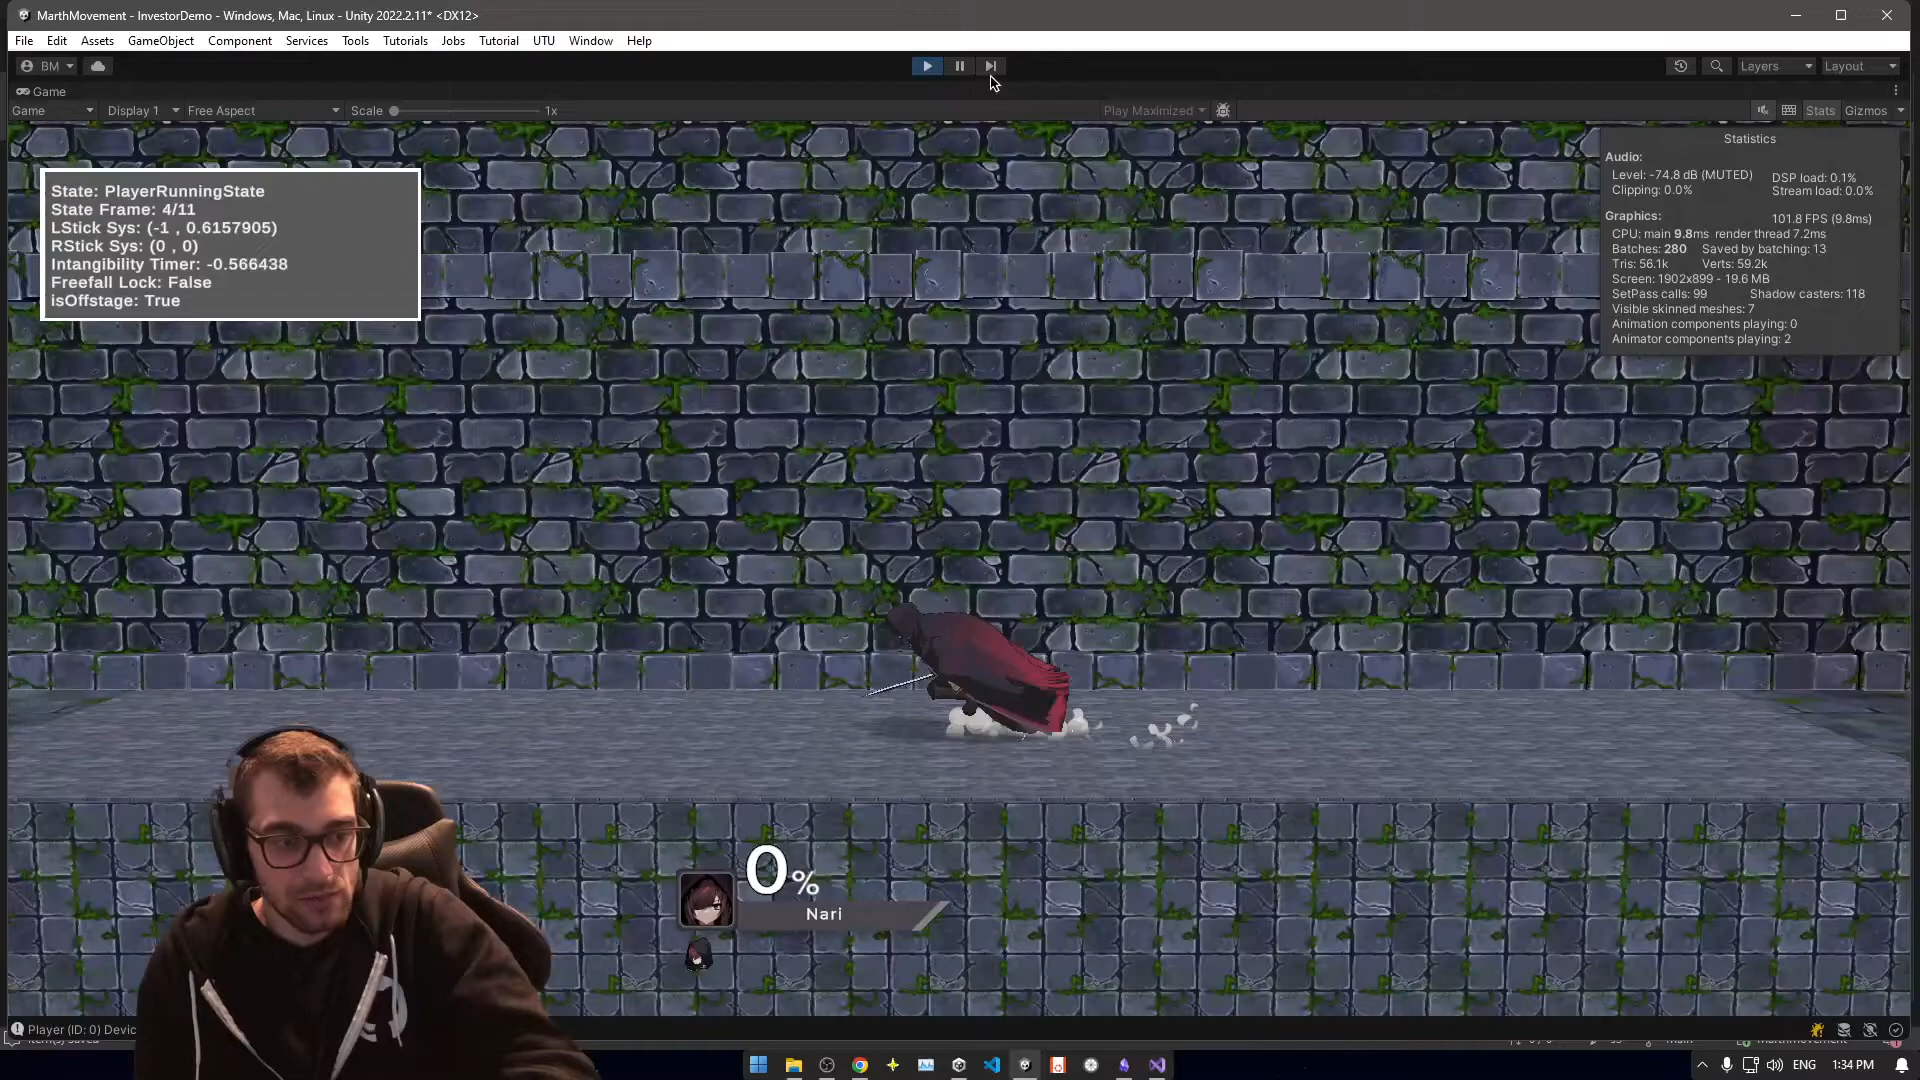 MarthMovement - InvestorDemo - Windows, Mac, Linux - Unity 2022.2.11* <DX12>
File Edit Assets GameObject Component Services Tools Tutorials Jobs Tutorial UTU Window Help
BM
Layers
Layout
Game
Game
Display 1
Free Aspect
Scale
1x
Play Maximized
Stats
Gizmos
State: PlayerRunningState
State Frame: 4/11
LStick Sys: (-1 , 0.6157905)
RStick Sys: (0 , 0)
Intangibility Timer: -0.566438
Freefall Lock: False
isOffstage: True
Statistics
Audio:
Level: -74.8 dB (MUTED) DSP load: 0.1%
Clipping: 0.0% Stream load: 0.0%
Graphics: 101.8 FPS (9.8ms)
CPU: main 9.8ms render thread 7.2ms
Batches: 280 Saved by batching: 13
Tris: 56.1k Verts: 59.2k
Screen: 1902x899 - 19.6 MB
SetPass calls: 99 Shadow casters: 118
Visible skinned meshes: 7
Animation components playing: 0
Animator components playing: 2
0%
Nari
Player (ID: 0) Devic
ENG
1:34 PM